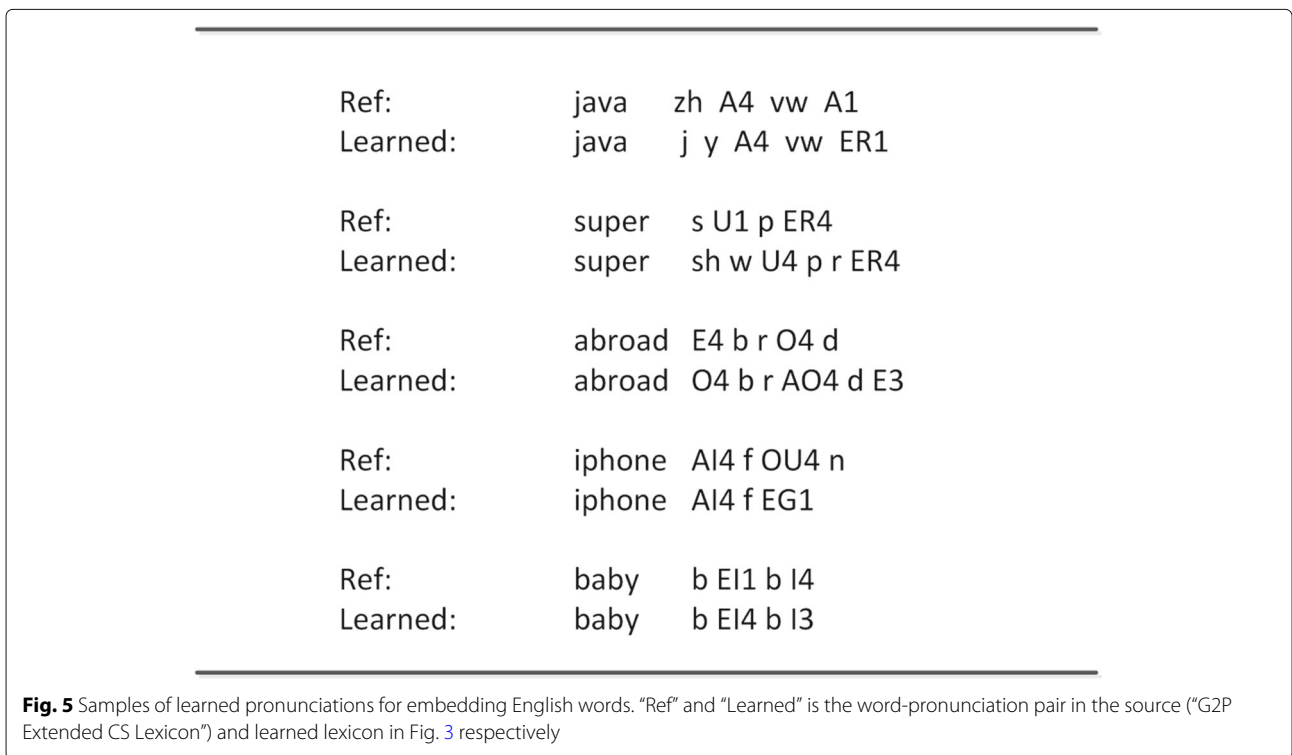 Ref: java zh A4 vw A1
Learned: java j y A4 vw ER1
Ref: super s U1 p ER4
Learned: super sh w U4 p r ER4
Ref: abroad E4 b r O4 d
Learned: abroad O4 b r AO4 d E3
Ref: iphone AI4 f OU4 n
Learned: iphone AI4 f EG1
Ref: baby b EI1 b I4
Learned: baby b EI4 b I3
Fig. 5 Samples of learned pronunciations for embedding English words. “Ref” and “Learned” is the word-pronunciation pair in the source (“G2P
Extended CS Lexicon”) and learned lexicon in Fig. 3 respectively